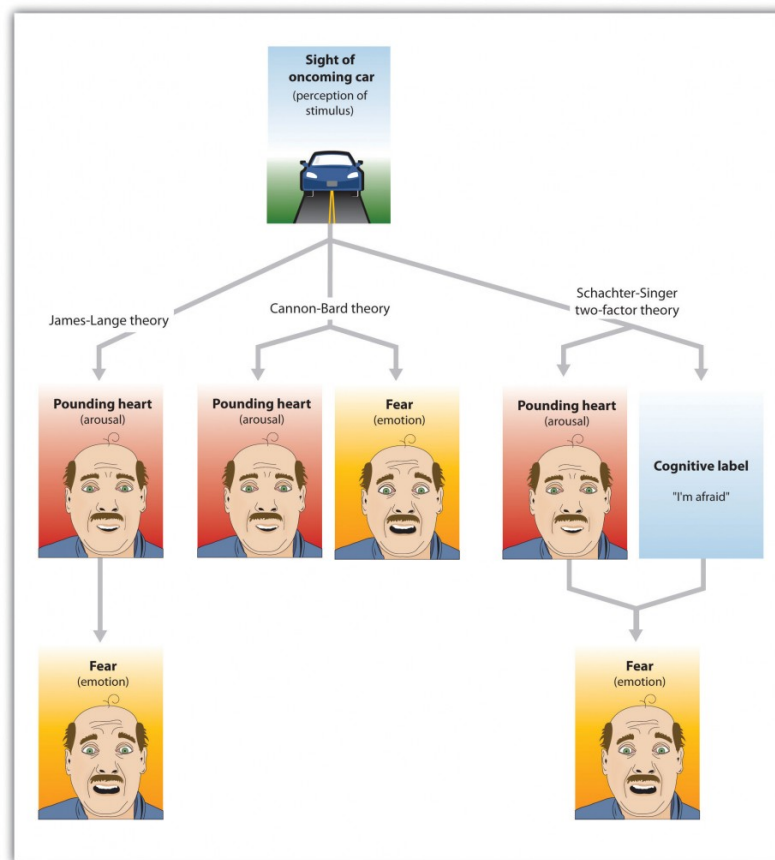 Sight of
oncoming car
(perception of
stimulus)
James-Lange theory
Cannon-Bard theory
Schachter-Singer
two-factor theory
Pounding heart
(arousal)
Pounding heart
(arousal)
Fear
(emotion)
Pounding heart
(arousal)
Cognitive label
"I'm afraid"
Fear
(emotion)
Fear
(emotion)